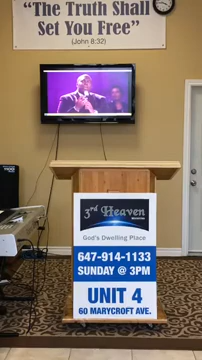 "The Truth Shall
Set You Free"
(John 8:32)
3rd Heaven
God's Dwelling Place
647-914-1133
SUNDAY @ 3PM
UNIT 4
60 MARYCROFT AVE.